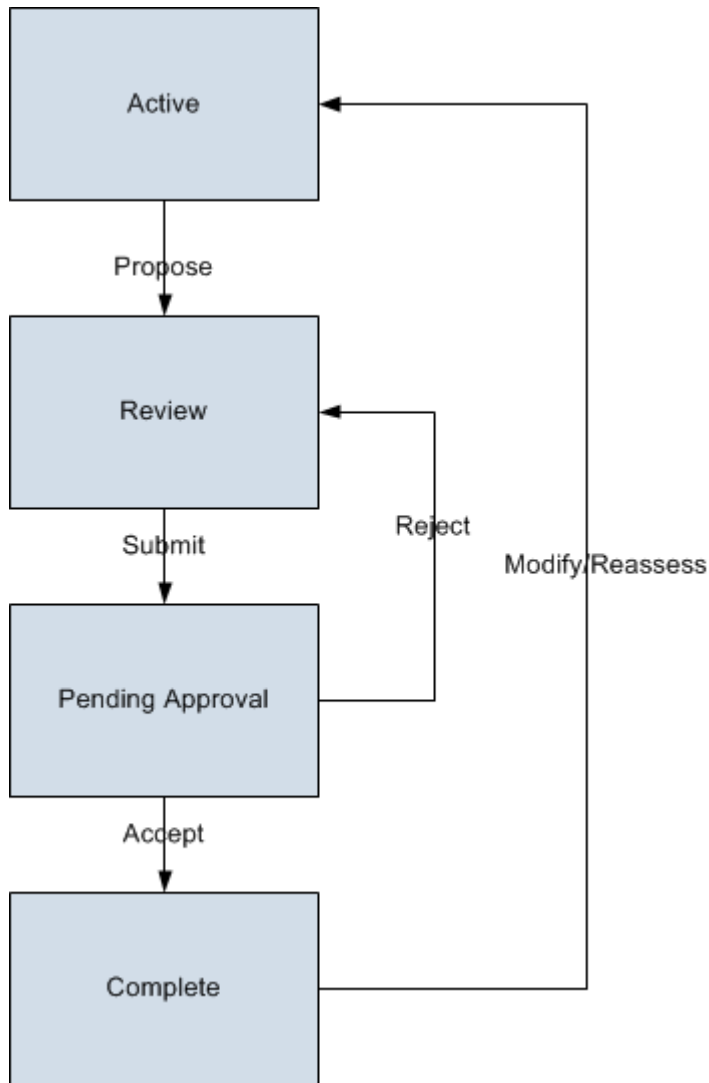 Active
Propose
Review
Submit
Reject
Modify/Reassess
Pending Approval
Accept
Complete